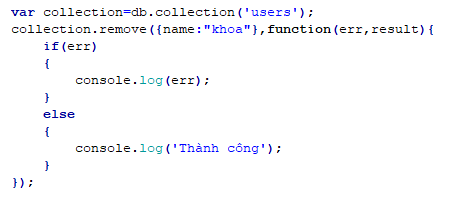 var collection=db.collection('users');
collection.remove({name:"khoa"},function(err,result){
    if(err)
    {
        console.log(err);
    }
    else
    {
        console.log('Thành công');
    }
});